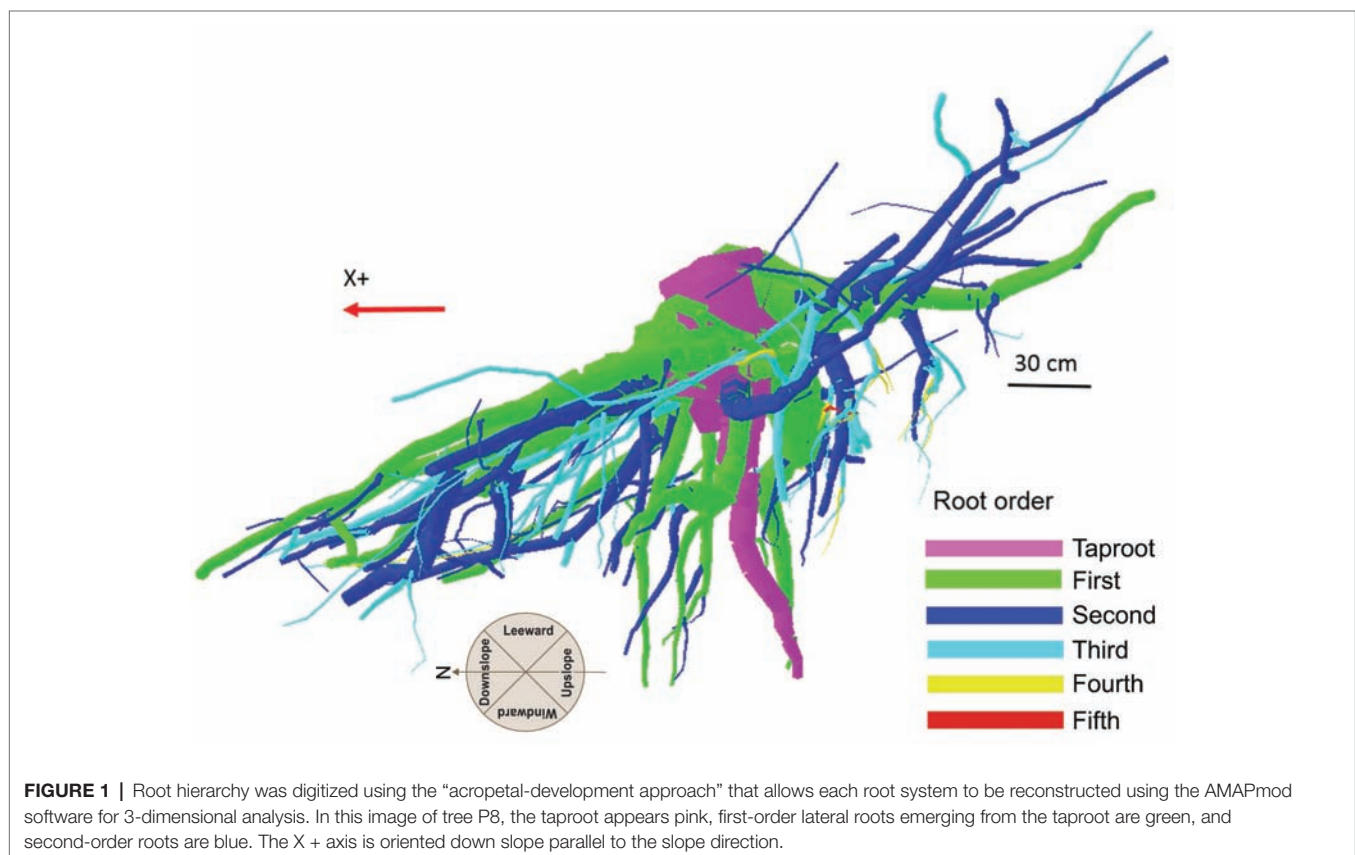 X+
30 cm
Root order
Taproot
First
Second
Third
Fourth
Fifth
Leeward
Downslope
Upslope
Windward
N
FIGURE 1 | Root hierarchy was digitized using the “acropetal-development approach” that allows each root system to be reconstructed using the AMAPmod
software for 3-dimensional analysis. In this image of tree P8, the taproot appears pink, first-order lateral roots emerging from the taproot are green, and
second-order roots are blue. The X + axis is oriented down slope parallel to the slope direction.